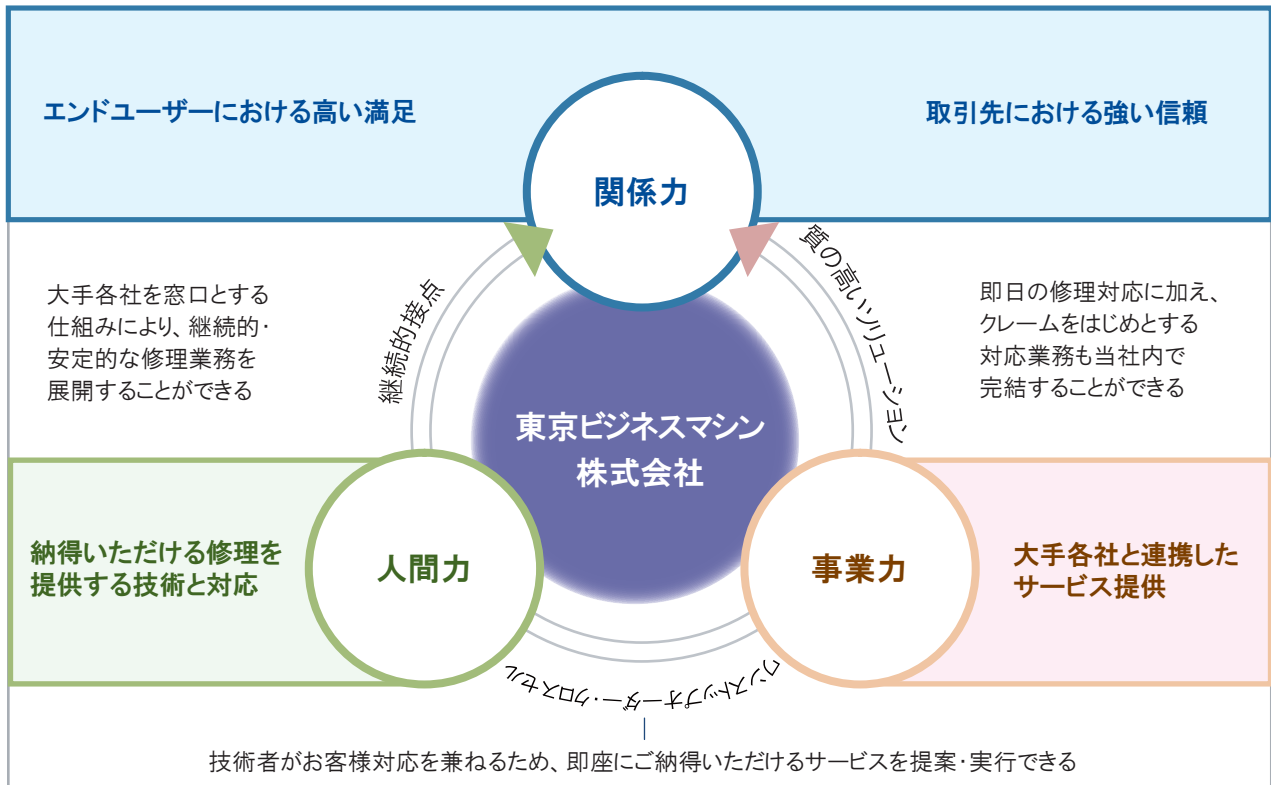 エンドユーザーにおける高い満足
取引先における強い信頼
関係力
大手各社を窓口とする
仕組みにより、継続的・
安定的な修理業務を
展開することができる
継続的接点
質の高いソリューション
即日の修理対応に加え、
クレームをはじめとする
対応業務も当社内で
完結することができる
東京ビジネスマシン
株式会社
納得いただける修理を
提供する技術と対応
人間力
事業力
大手各社と連携した
サービス提供
ワンストップオーダー・クロスセル
技術者がお客様対応を兼ねるため、即座にご納得いただけるサービスを提案・実行できる